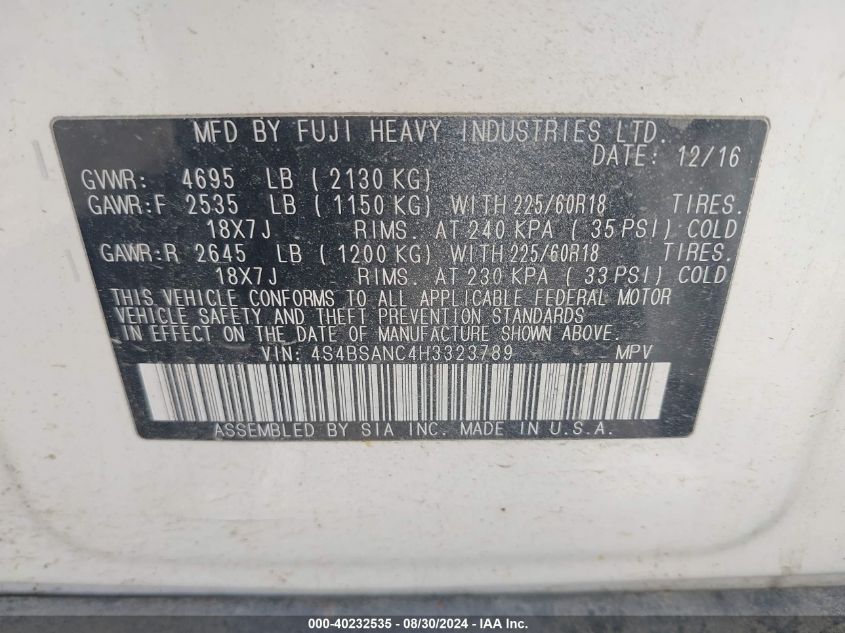 MFD BY FUJI HEAVY INDUSTRIES LTD.
DATE: 12/16
GVWR: 4695 LB ( 2130 KG)
GAWR:F 2535 LB ( 1150 KG) WITH 225/60R18 TIRES.
18X7J RIMS. AT 240 KPA ( 35 PSI) COLD
GAWR:R 2645 LB ( 1200 KG) WITH 225/60R18 TIRES.
18X7J RIMS. AT 230 KPA ( 33 PSI) COLD
THIS VEHICLE CONFORMS TO ALL APPLICABLE FEDERAL MOTOR
VEHICLE SAFETY AND THEFT PREVENTION STANDARDS
IN EFFECT ON THE DATE OF MANUFACTURE SHOWN ABOVE.
VIN: 4S4BSANC4H3323789 MPV
ASSEMBLED BY SIA INC. MADE IN U.S.A.
000-40232535 - 08/30/2024 - IAA Inc.